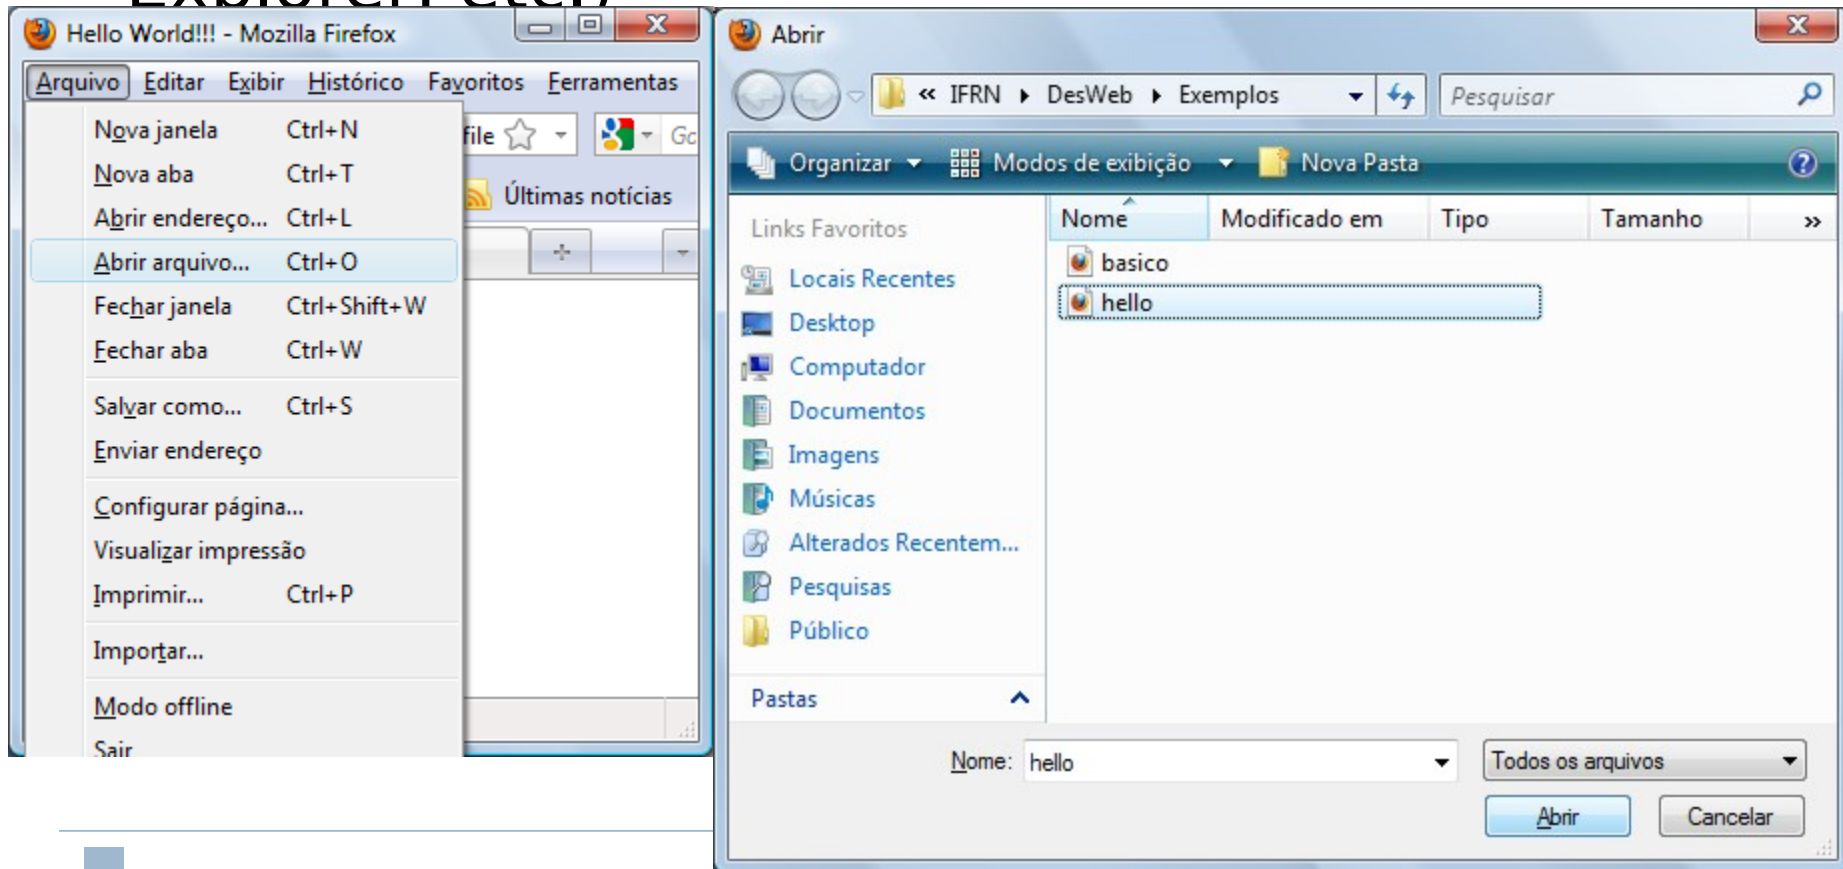 Hello World!!! - Mozilla Firefox
Arquivo Editar Exibir Histórico Favoritos Ferramentas
Nova janela Ctrl+N
Nova aba Ctrl+T
Abrir endereço... Ctrl+L
Abrir arquivo... Ctrl+O
Fechar janela Ctrl+Shift+W
Fechar aba Ctrl+W
Salvar como... Ctrl+S
Enviar endereço
Configurar página...
Visualizar impressão
Imprimir... Ctrl+P
Importar...
Modo offline
Sair
file
Últimas notícias
Abrir
« IFRN DesWeb Exemplos
Pesquisar
Organizar Modos de exibição Nova Pasta
Links Favoritos
Locais Recentes
Desktop
Computador
Documentos
Imagens
Músicas
Alterados Recentem...
Pesquisas
Público
Pastas
Nome Modificado em Tipo Tamanho »
basico
hello
Nome: hello
Todos os arquivos
Abrir Cancelar